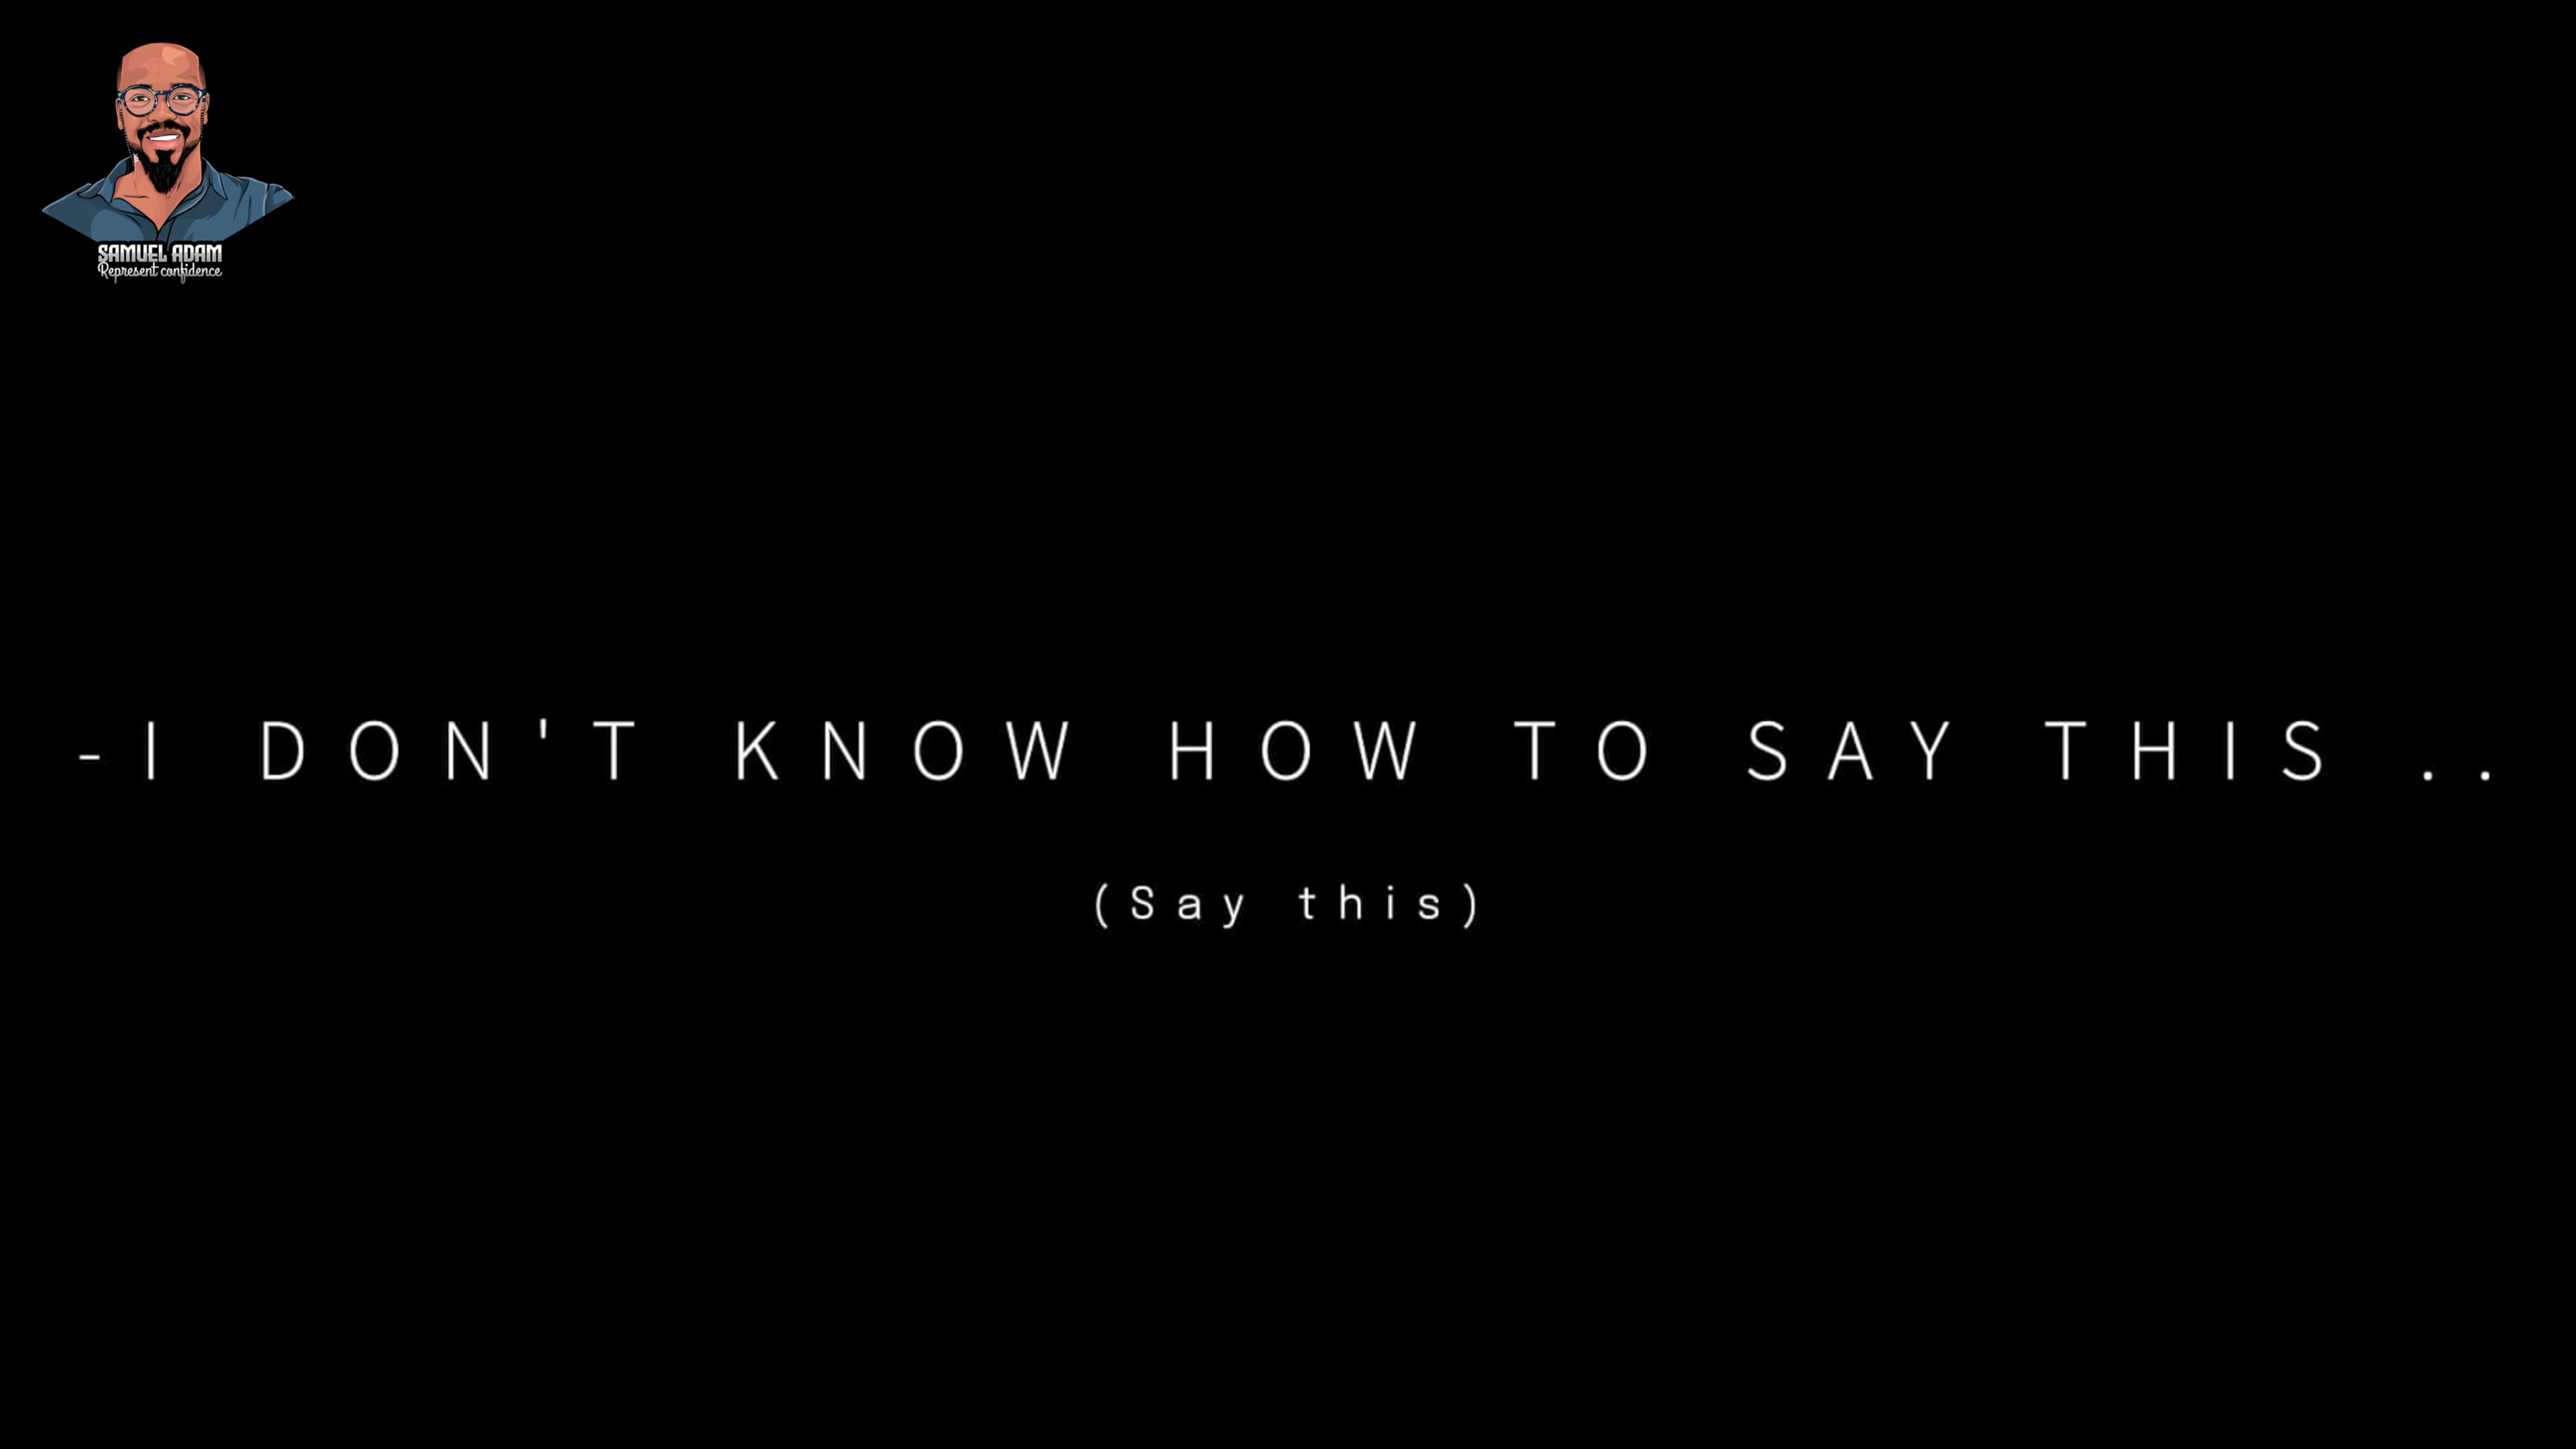 SAMUEL ADAM
Represent confidence
-I DON'T KNOW HOW TO SAY THIS ..
(Say this)